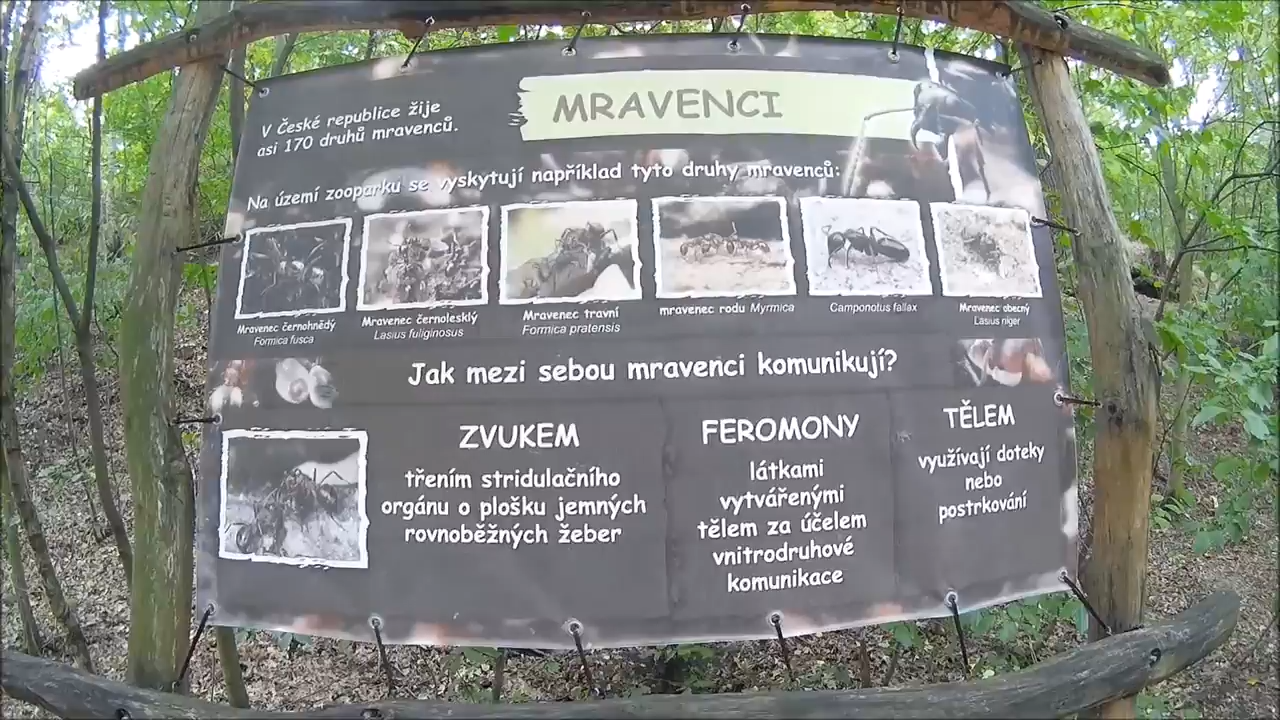 MRAVENCI
V České republice žije
asi 170 druhů mravenců.
Na území zooparku se vyskytují například tyto druhy mravenců:
Mravenec černohnědý
Formica fusca
Mravenec černolesklý
Lasius fuliginosus
Mravenec travní
Formica pratensis
mravenec rodu Myrmica
Camponotus fallax
Mravenec obecný
Lasius niger
Jak mezi sebou mravenci komunikují?
ZVUKEM
třením stridulačního
orgánu o plošku jemných
rovnoběžných žeber
FEROMONY
látkami
vytvářenými
tělem za účelem
vnitrodruhové
komunikace
TĚLEM
využívají doteky
nebo
postrkování